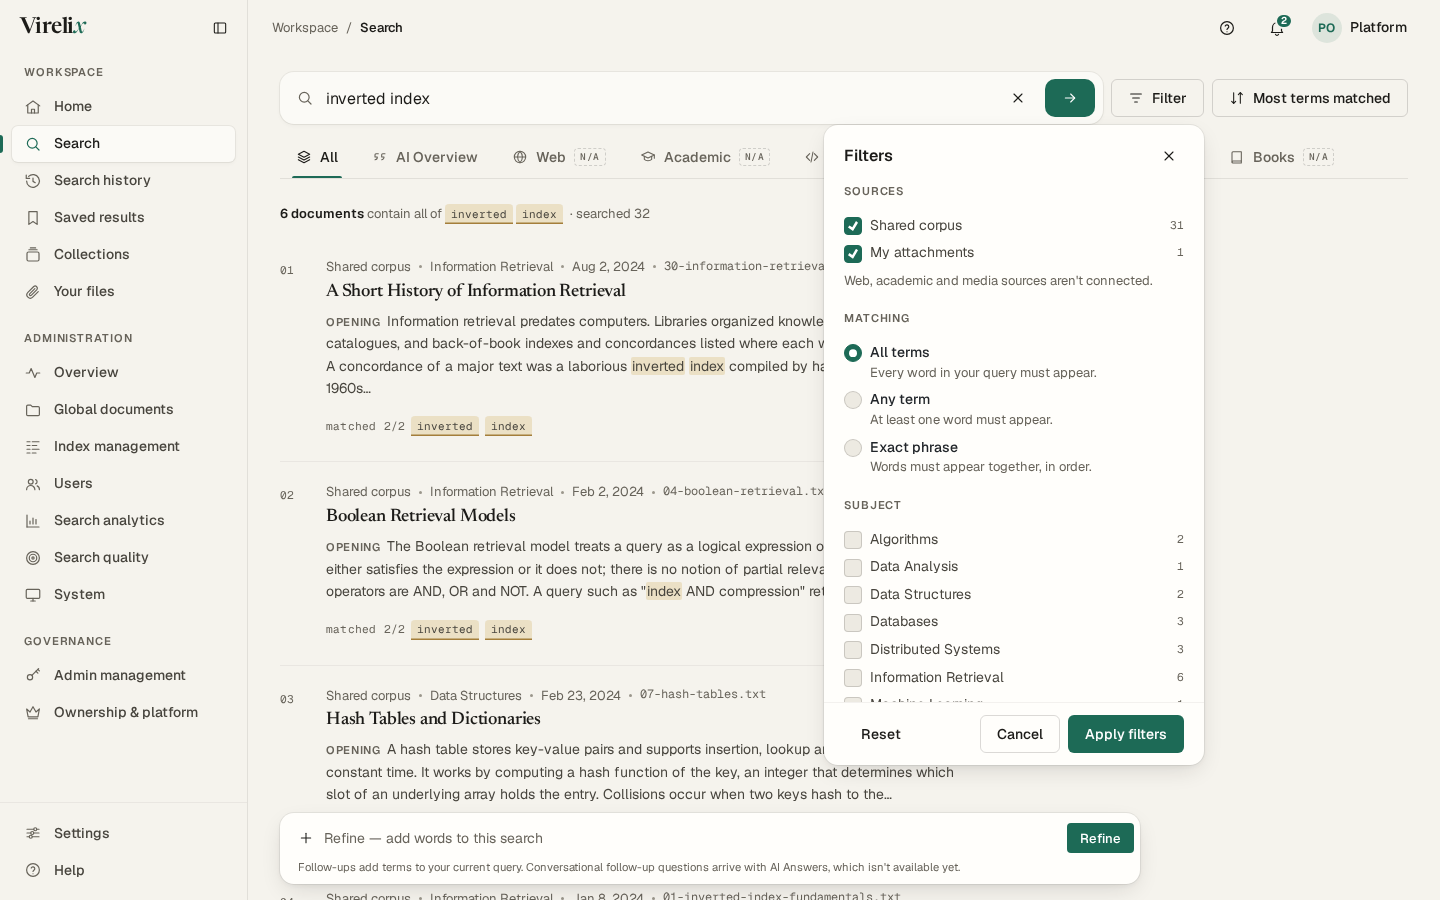 Virelix
WORKSPACE
Home
Search
Search history
Saved results
Collections
Your files
ADMINISTRATION
Overview
Global documents
Index management
Users
Search analytics
Search quality
System
GOVERNANCE
Admin management
Ownership & platform
Settings
Help
Workspace / Search
2
PO Platform
inverted index
Filter
Most terms matched
All
AI Overview
Web N/A
Academic N/A
Books N/A
6 documents contain all of inverted index · searched 32
01
Shared corpus • Information Retrieval • Aug 2, 2024 • 30-information-retrieva
A Short History of Information Retrieval
OPENING Information retrieval predates computers. Libraries organized knowle
catalogues, and back-of-book indexes and concordances listed where each w
A concordance of a major text was a laborious inverted index compiled by ha
1960s…
matched 2/2 inverted index
02
Shared corpus • Information Retrieval • Feb 2, 2024 • 04-boolean-retrieval.tx
Boolean Retrieval Models
OPENING The Boolean retrieval model treats a query as a logical expression o
either satisfies the expression or it does not; there is no notion of partial releva
operators are AND, OR and NOT. A query such as "index AND compression" ret
matched 2/2 inverted index
03
Shared corpus • Data Structures • Feb 23, 2024 • 07-hash-tables.txt
Hash Tables and Dictionaries
OPENING A hash table stores key-value pairs and supports insertion, lookup an
constant time. It works by computing a hash function of the key, an integer that determines which
slot of an underlying array holds the entry. Collisions occur when two keys hash to the…
Shared corpus • Information Retrieval • Jan 8, 2024 • 01-inverted-index-fundamentals.txt
Filters
SOURCES
Shared corpus 31
My attachments 1
Web, academic and media sources aren't connected.
MATCHING
All terms
Every word in your query must appear.
Any term
At least one word must appear.
Exact phrase
Words must appear together, in order.
SUBJECT
Algorithms 2
Data Analysis 1
Data Structures 2
Databases 3
Distributed Systems 3
Information Retrieval 6
Reset
Cancel
Apply filters
Refine — add words to this search
Refine
Follow-ups add terms to your current query. Conversational follow-up questions arrive with AI Answers, which isn't available yet.